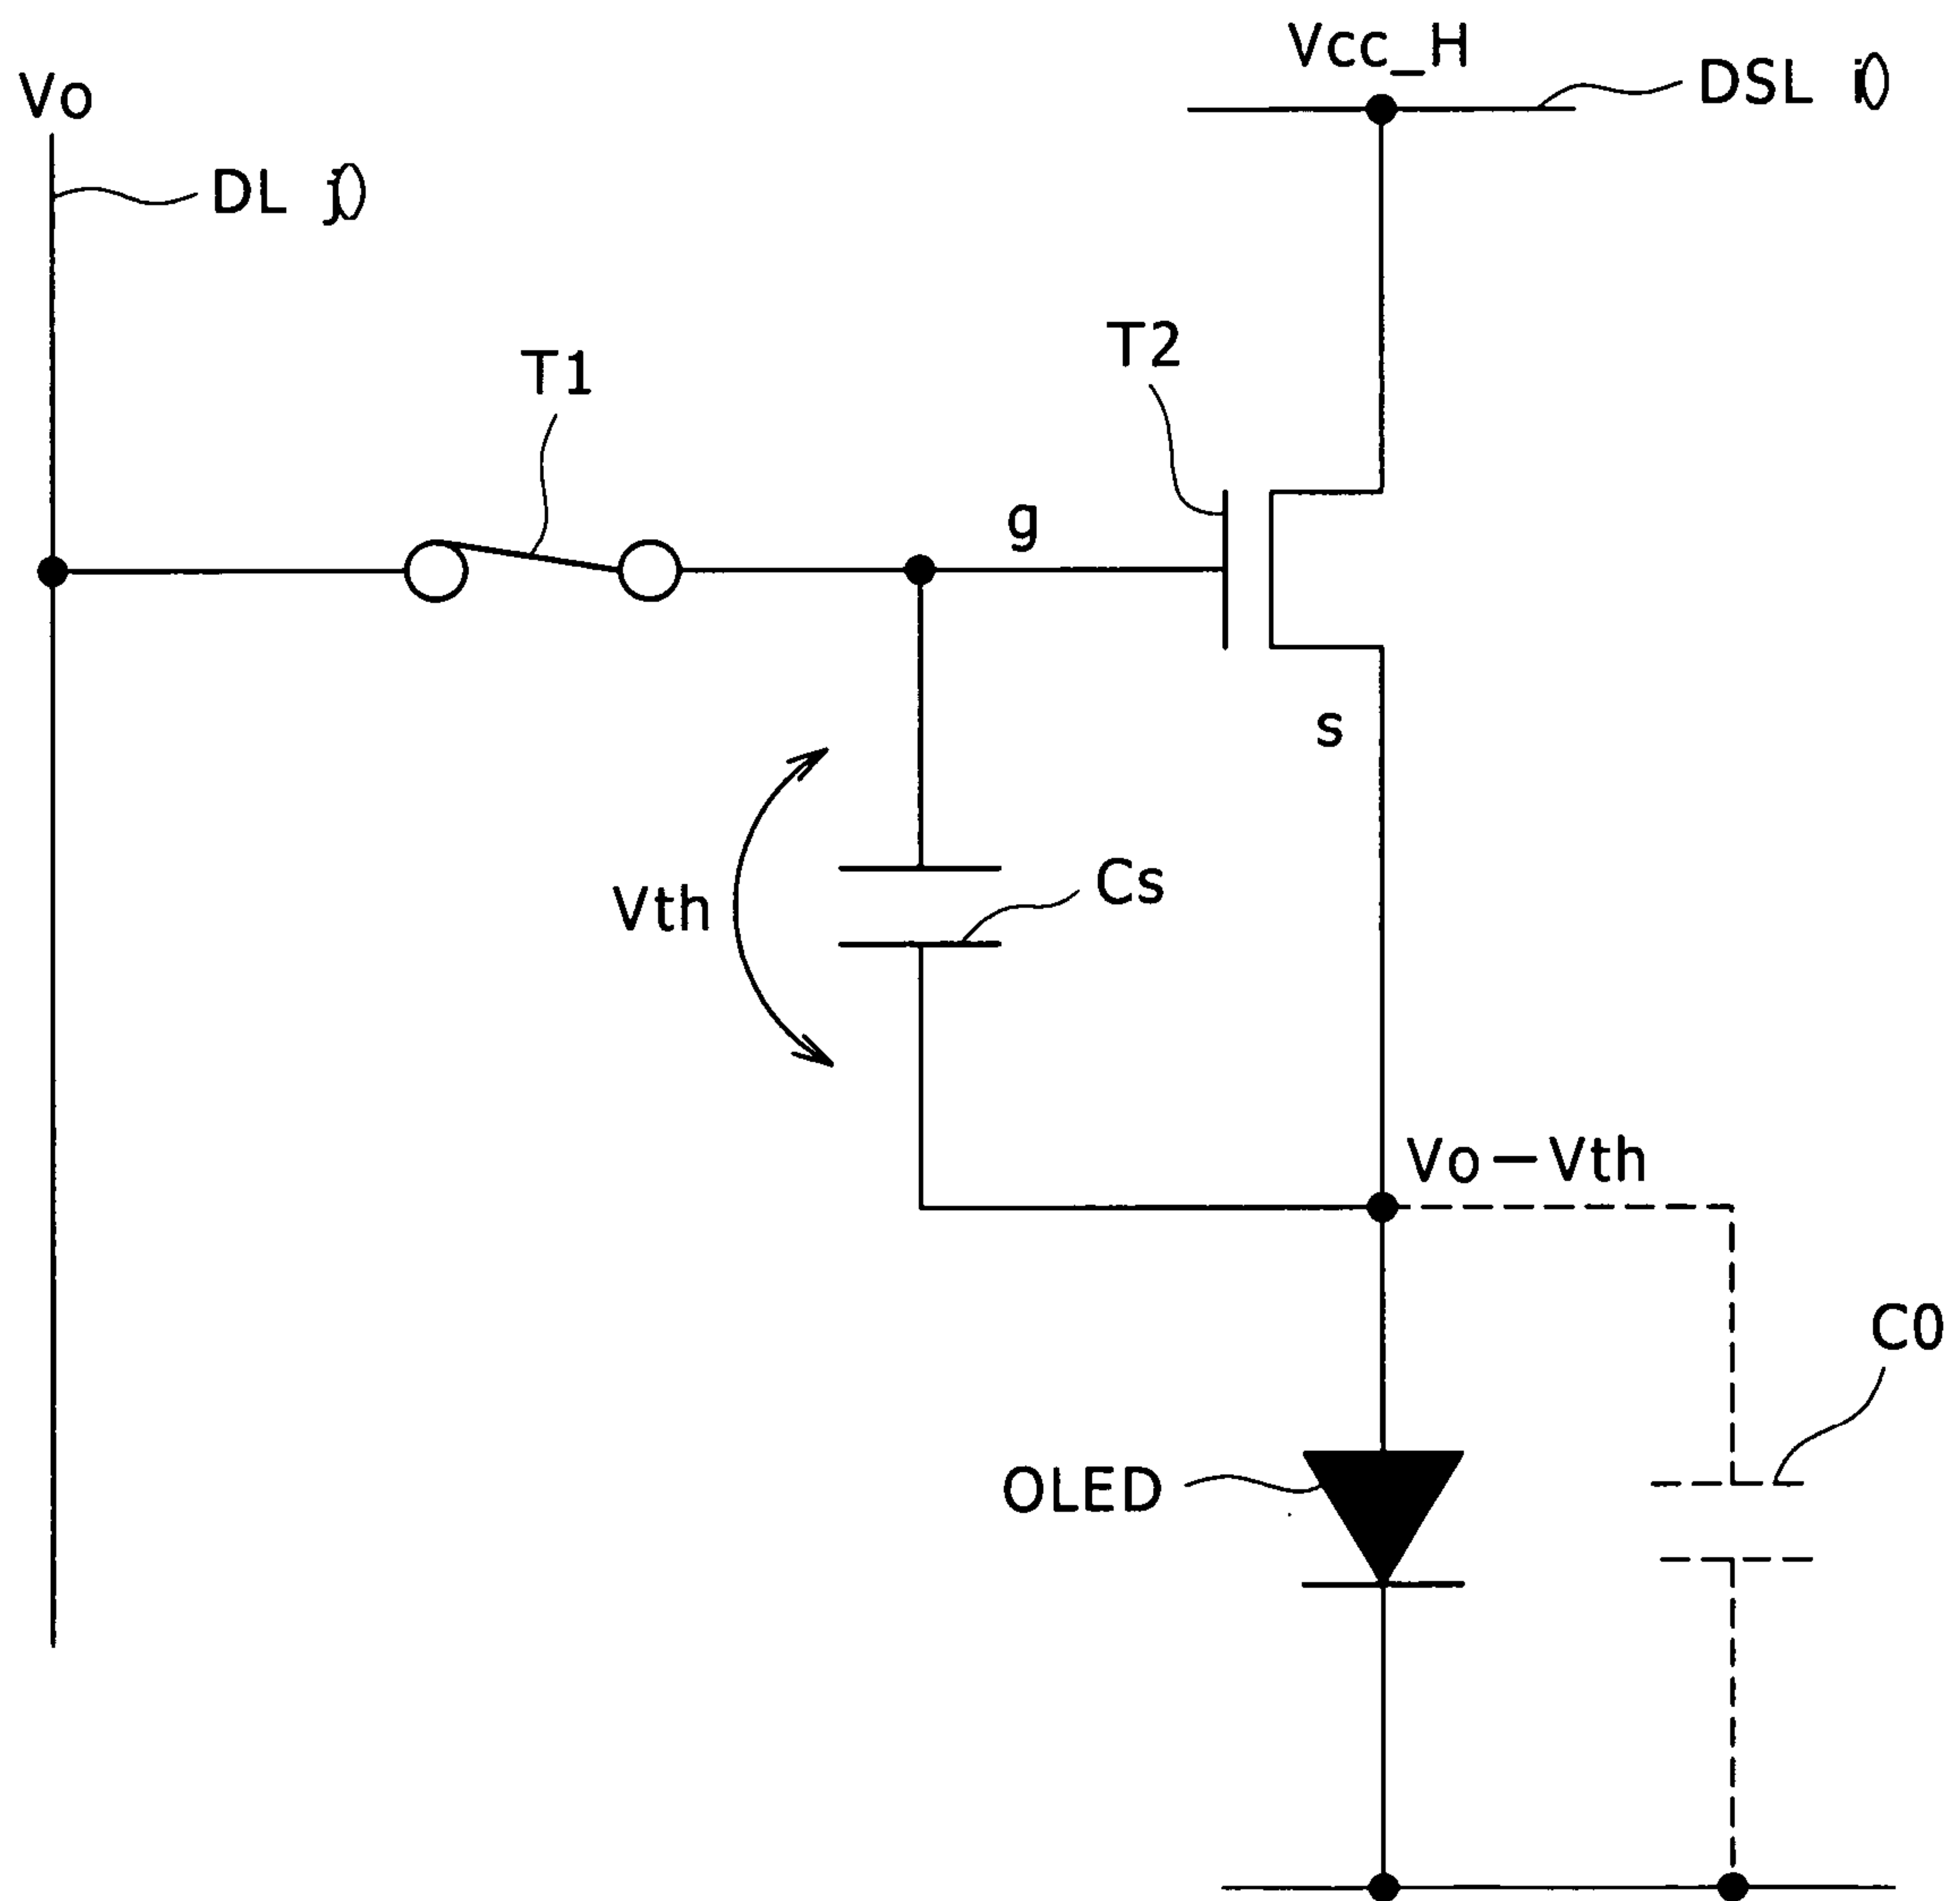 Vcc_H
DSL i()
Vo
DL j()
T1
T2
g
s
Vth
Cs
Vo−Vth
C0
OLED